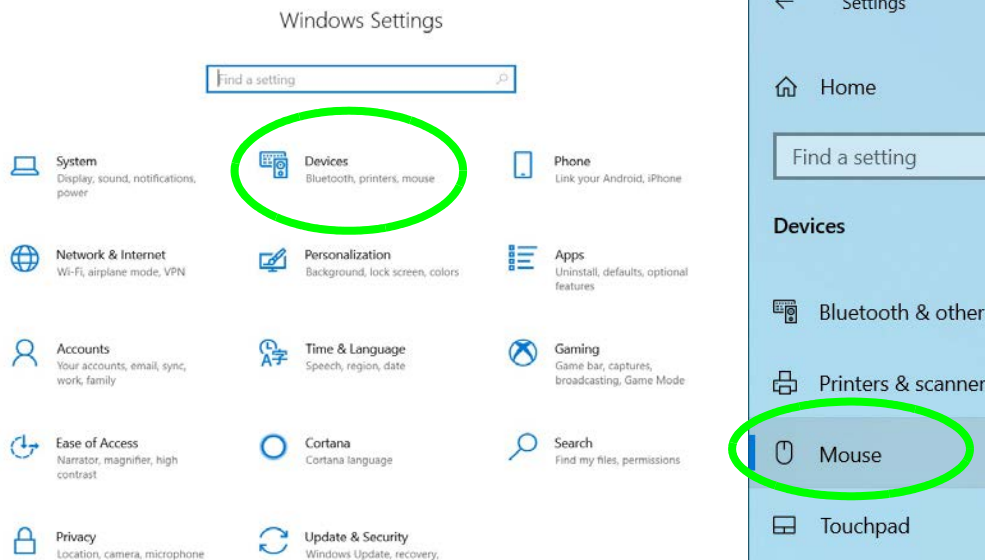 Windows Settings
Find a setting
System
Display, sound, notifications,
power
Devices
Bluetooth, printers, mouse
Phone
Link your Android, iPhone
Network & Internet
Wi-Fi, airplane mode, VPN
Personalization
Background, lock screen, colors
Apps
Uninstall, defaults, optional
features
Accounts
Your accounts, email, sync,
work, family
Time & Language
Speech, region, date
Gaming
Game bar, captures,
broadcasting, Game Mode
Ease of Access
Narrator, magnifier, high
contrast
Cortana
Cortana language
Search
Find my files, permissions
Privacy
Location, camera, microphone
Update & Security
Windows Update, recovery,
Settings
Home
Find a setting
Devices
Bluetooth & other
Printers & scanner
Mouse
Touchpad